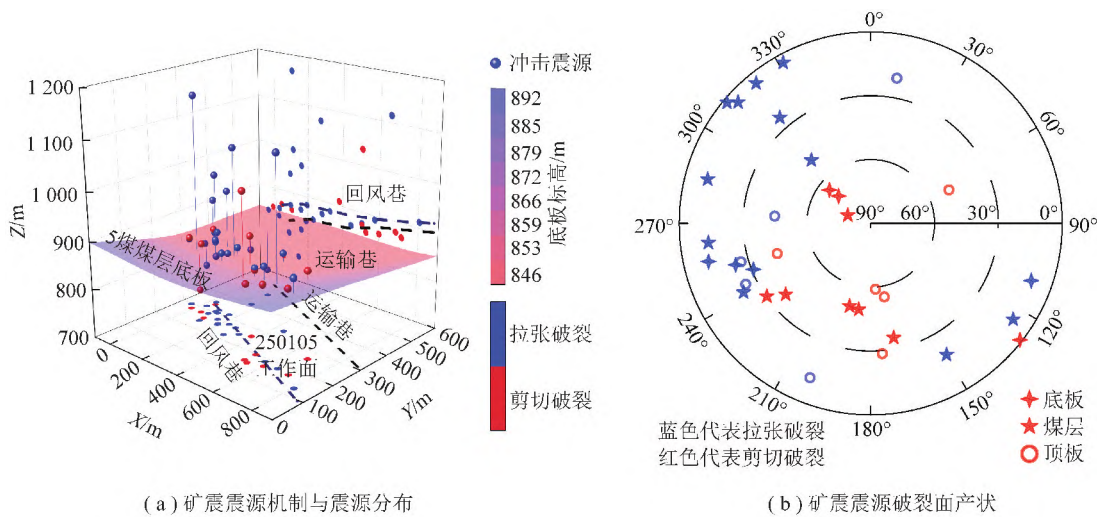 1 200
1 100
1 000
900
800
700
Z/m
0
200
400
600
800
X/m
0
100
200
300
400
500
600
Y/m
5煤煤层底板
回风巷
运输巷
运输巷
回风巷
250105
工作面
冲击震源
892
885
879
872
866
859
853
846
底板标高/m
拉张破裂
剪切破裂
(a)矿震震源机制与震源分布
0°
30°
60°
90°
120°
150°
180°
210°
240°
270°
300°
330°
90°
60°
30°
0°
蓝色代表拉张破裂
红色代表剪切破裂
底板
煤层
顶板
(b)矿震震源破裂面产状